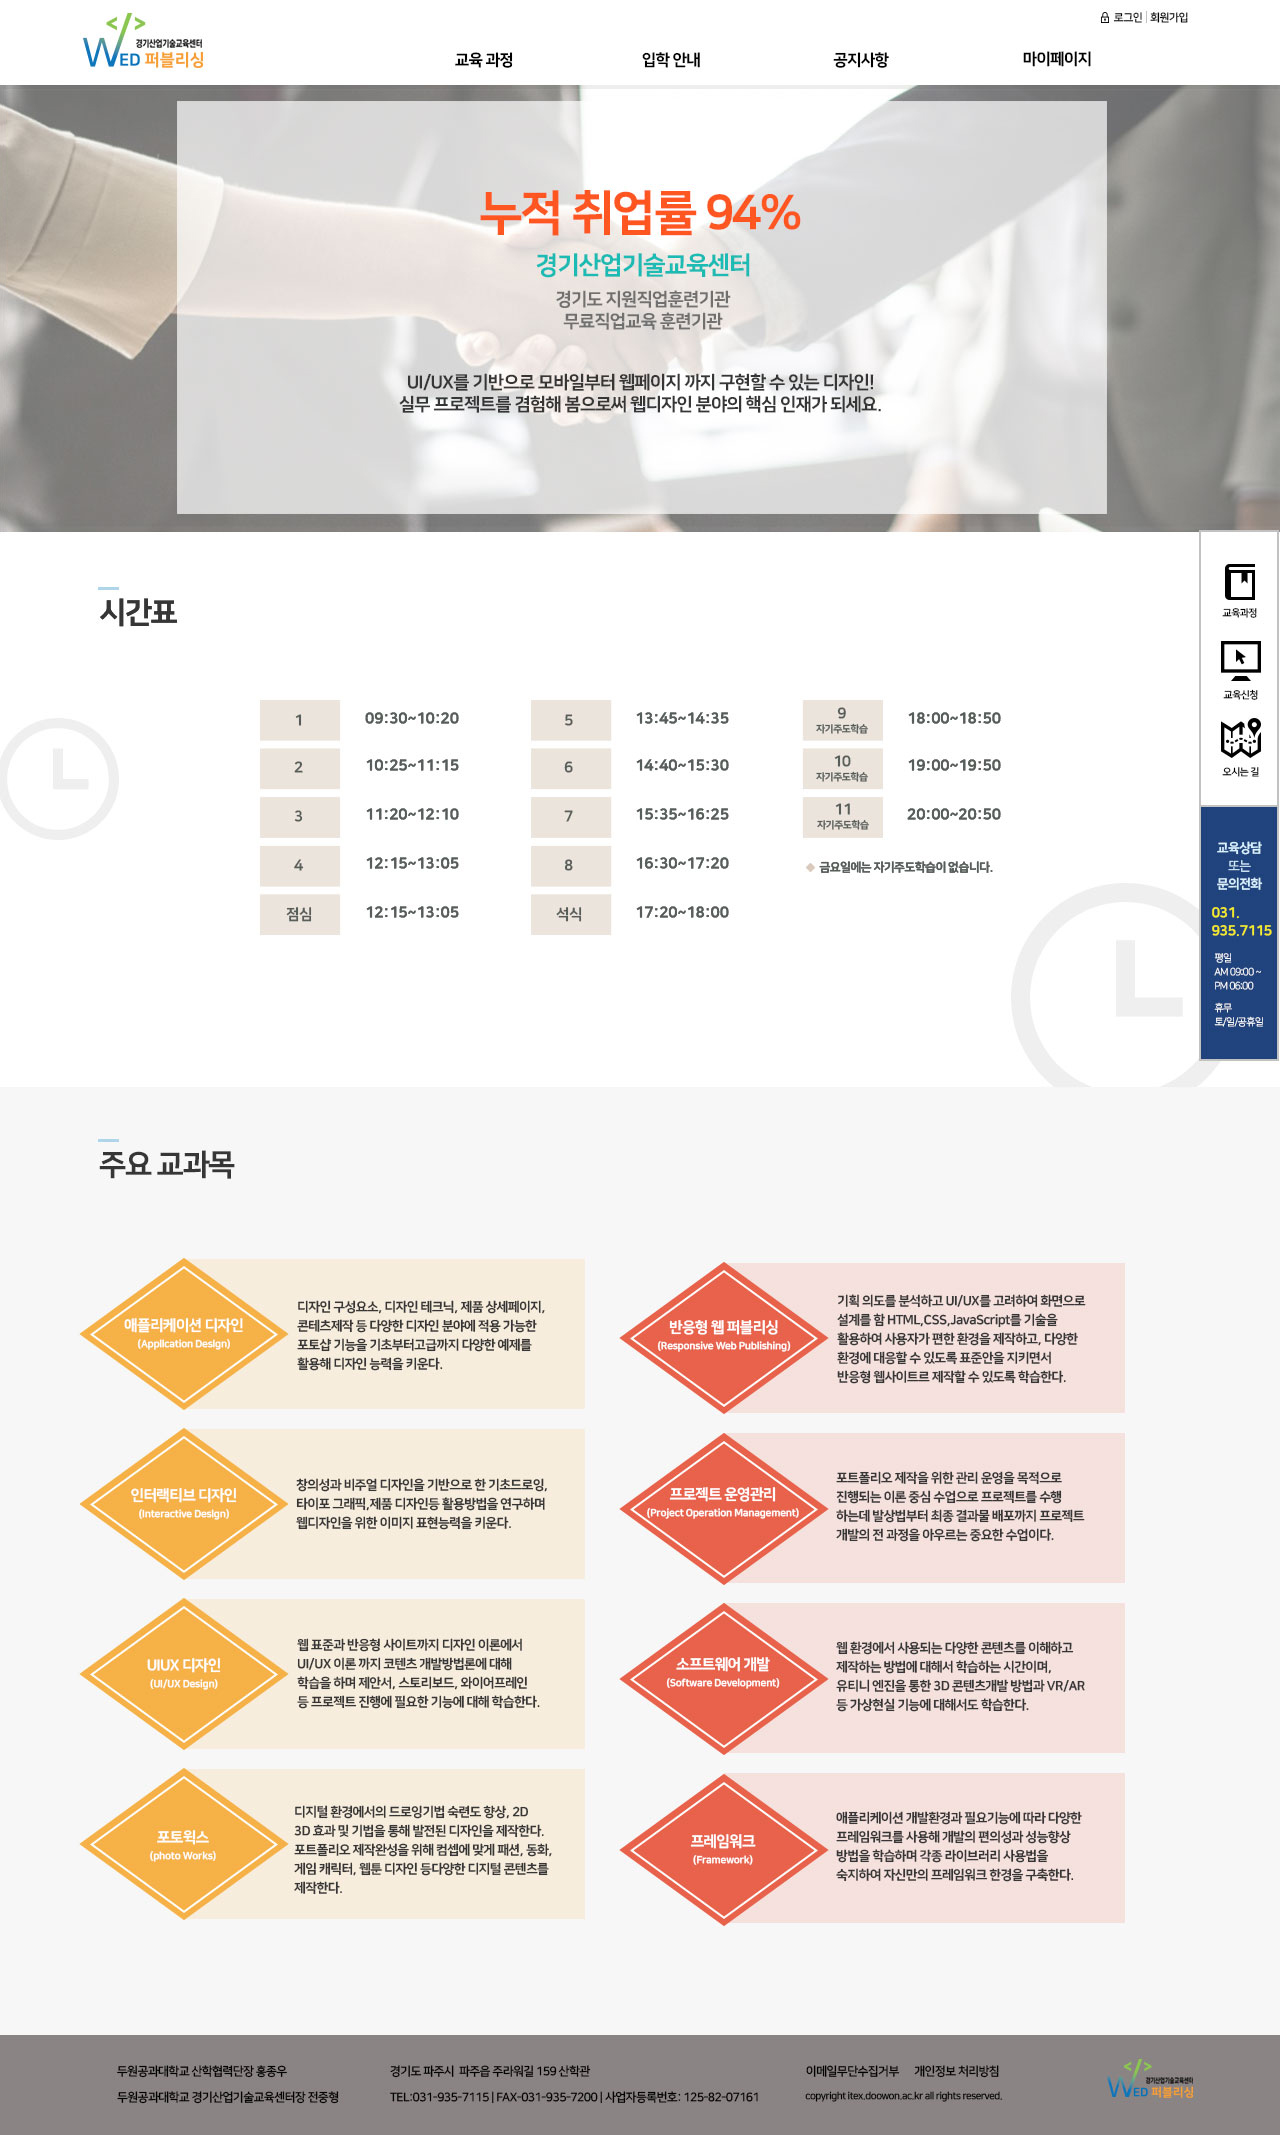 로그인 | 회원가입
경기산업기술교육센터
WED 퍼블리싱
교육 과정
입학 안내
공지사항
마이페이지
누적 취업률 94%
경기산업기술교육센터
경기도 지원직업훈련기관
무료직업교육 훈련기관
UI/UX를 기반으로 모바일부터 웹페이지 까지 구현할 수 있는 디자인!
실무 프로젝트를 겸험해 봄으로써 웹디자인 분야의 핵심 인재가 되세요.
교육과정
교육신청
오시는 길
교육상담
또는
문의전화
031.
935.7115
평일
AM 09:00 ~
PM 06:00
휴무
토/일/공휴일
시간표
1 09:30~10:20
2 10:25~11:15
3 11:20~12:10
4 12:15~13:05
점심 12:15~13:05
5 13:45~14:35
6 14:40~15:30
7 15:35~16:25
8 16:30~17:20
석식 17:20~18:00
9 자기주도학습 18:00~18:50
10 자기주도학습 19:00~19:50
11 자기주도학습 20:00~20:50
◆ 금요일에는 자기주도학습이 없습니다.
주요 교과목
애플리케이션 디자인
(Application Design)
디자인 구성요소, 디자인 테크닉, 제품 상세페이지,
콘테츠제작 등 다양한 디자인 분야에 적용 가능한
포토샵 기능을 기초부터고급까지 다양한 예제를
활용해 디자인 능력을 키운다.
인터랙티브 디자인
(Interactive Design)
창의성과 비주얼 디자인을 기반으로 한 기초드로잉,
타이포 그래픽,제품 디자인등 활용방법을 연구하며
웹디자인을 위한 이미지 표현능력을 키운다.
UIUX 디자인
(UI/UX Design)
웹 표준과 반응형 사이트까지 디자인 이론에서
UI/UX 이론 까지 코텐츠 개발방법론에 대해
학습을 하며 제안서, 스토리보드, 와이어프레인
등 프로젝트 진행에 필요한 기능에 대해 학습한다.
포토웍스
(photo Works)
디지털 환경에서의 드로잉기법 숙련도 향상, 2D
3D 효과 및 기법을 통해 발전된 디자인을 제작한다.
포트폴리오 제작완성을 위해 컴셉에 맞게 패션, 동화,
게임 캐릭터, 웹툰 디자인 등다양한 디지털 콘텐츠를
제작한다.
반응형 웹 퍼블리싱
(Responsive Web Publishing)
기획 의도를 분석하고 UI/UX를 고려하여 화면으로
설계를 함 HTML,CSS,JavaScript를 기술을
활용하여 사용자가 편한 환경을 제작하고, 다양한
환경에 대응할 수 있도록 표준안을 지키면서
반응형 웹사이트르 제작할 수 있도록 학습한다.
프로젝트 운영관리
(Project Operation Management)
포트폴리오 제작을 위한 관리 운영을 목적으로
진행되는 이론 중심 수업으로 프로젝트를 수행
하는데 발상법부터 최종 결과물 배포까지 프로젝트
개발의 전 과정을 아우르는 중요한 수업이다.
소프트웨어 개발
(Software Development)
웹 환경에서 사용되는 다양한 콘텐츠를 이해하고
제작하는 방법에 대해서 학습하는 시간이며,
유티니 엔진을 통한 3D 콘텐츠개발 방법과 VR/AR
등 가상현실 기능에 대해서도 학습한다.
프레임워크
(Framework)
애플리케이션 개발환경과 필요기능에 따라 다양한
프레임워크를 사용해 개발의 편의성과 성능향상
방법을 학습하며 각종 라이브러리 사용법을
숙지하여 자신만의 프레임워크 한경을 구축한다.
두원공과대학교 산학협력단장 홍종우
두원공과대학교 경기산업기술교육센터장 전중형
경기도 파주시 파주읍 주라위길 159 산학관
TEL:031-935-7115 | FAX-031-935-7200 | 사업자등록번호: 125-82-07161
이메일무단수집거부 개인정보 처리방침
copyright itex.doowon.ac.kr all rights reserved.
경기산업기술교육센터
WED 퍼블리싱